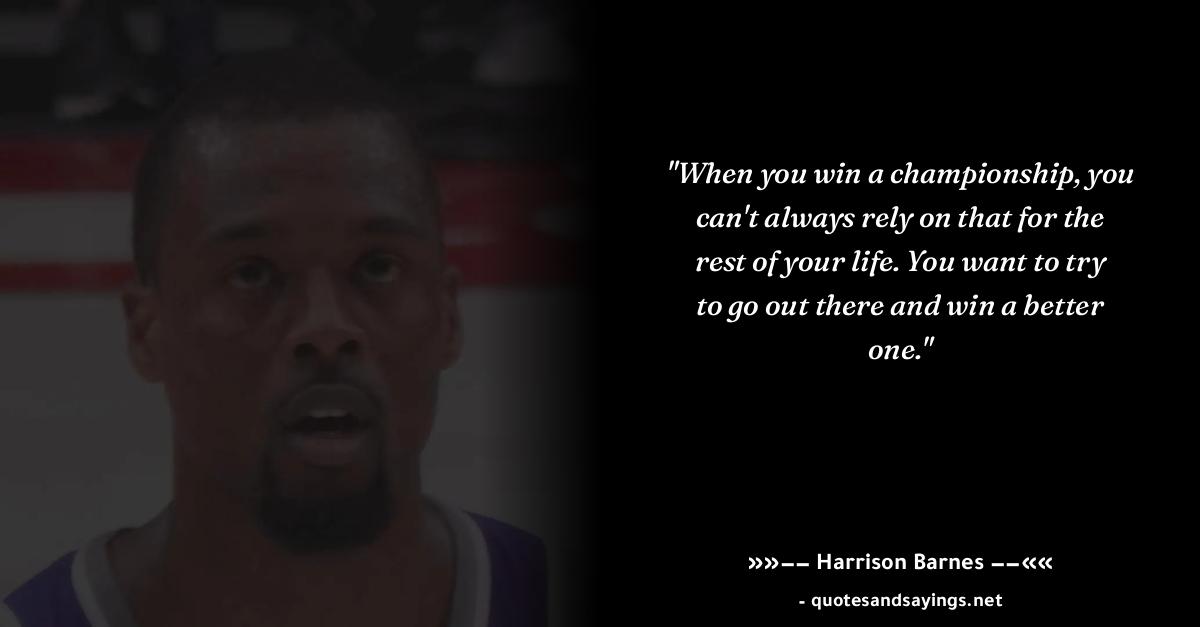 "When you win a championship, you
can't always rely on that for the
rest of your life. You want to try
to go out there and win a better
one."
»»−− Harrison Barnes −−««
- quotesandsayings.net